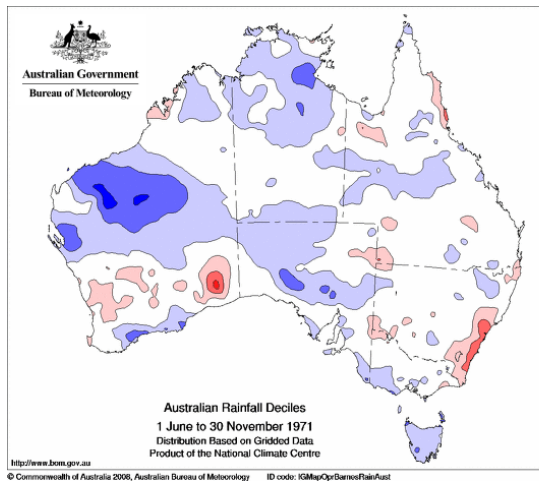 Australian Government
Bureau of Meteorology
Australian Rainfall Deciles
1 June to 30 November 1971
Distribution Based on Gridded Data
Product of the National Climate Centre
http://www.bom.gov.au
© Commonwealth of Australia 2008, Australian Bureau of Meteorology ID code: IGMapOprBarnesRainAust